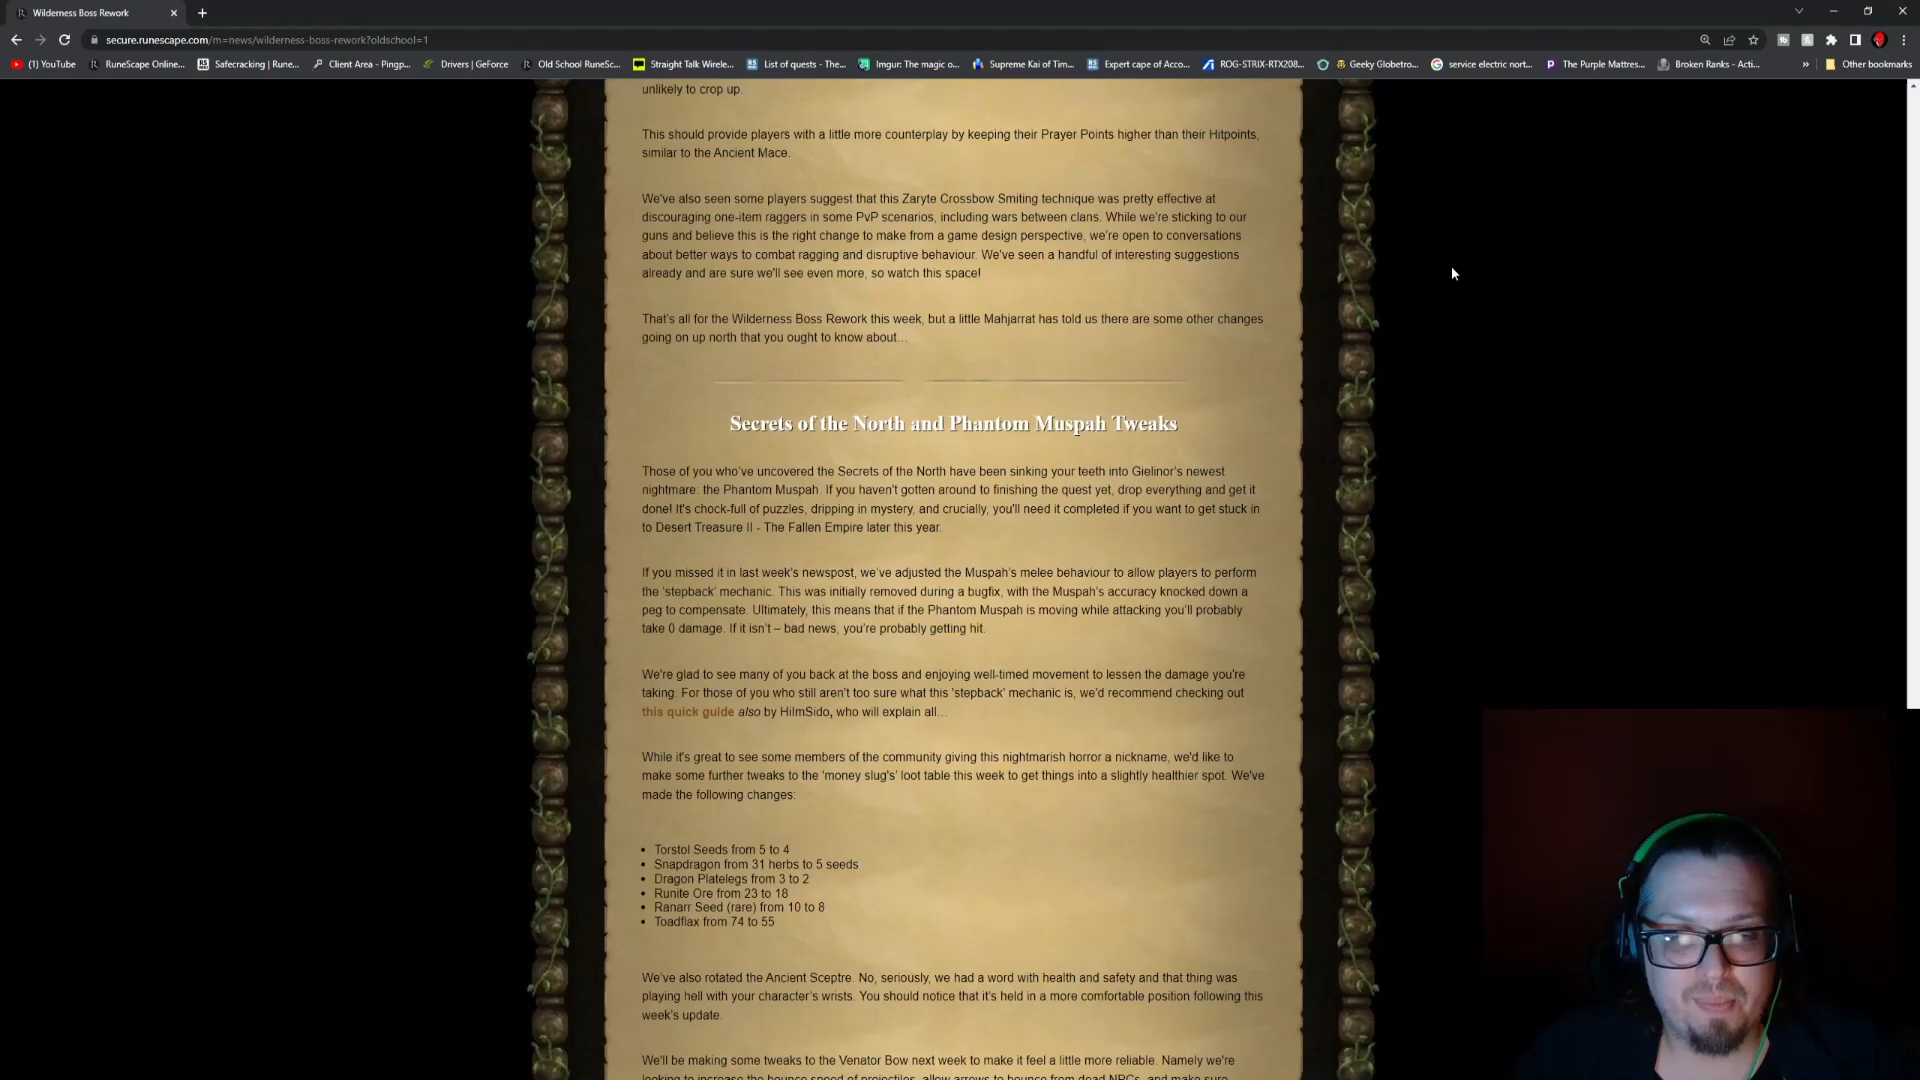 Wilderness Boss Rework
secure.runescape.com/m=news/wilderness-boss-rework?oldschool=1
(1) YouTube
RuneScape Online...
Safecracking | Rune...
Client Area - Pingp...
Drivers | GeForce
Old School RuneSc...
Straight Talk Wirele...
List of quests - The...
Imgur: The magic o...
Supreme Kai of Tim...
Expert cape of Acco...
ROG-STRIX-RTX208...
Geeky Globetro...
service electric nort...
The Purple Mattres...
Broken Ranks - Acti...
Other bookmarks
unlikely to crop up.
This should provide players with a little more counterplay by keeping their Prayer Points higher than their Hitpoints,
similar to the Ancient Mace.
We've also seen some players suggest that this Zaryte Crossbow Smiting technique was pretty effective at
discouraging one-item raggers in some PvP scenarios, including wars between clans. While we're sticking to our
guns and believe this is the right change to make from a game design perspective, we're open to conversations
about better ways to combat ragging and disruptive behaviour. We've seen a handful of interesting suggestions
already and are sure we'll see even more, so watch this space!
That's all for the Wilderness Boss Rework this week, but a little Mahjarrat has told us there are some other changes
going on up north that you ought to know about…
Secrets of the North and Phantom Muspah Tweaks
Those of you who've uncovered the Secrets of the North have been sinking your teeth into Gielinor's newest
nightmare: the Phantom Muspah. If you haven't gotten around to finishing the quest yet, drop everything and get it
done! It's chock-full of puzzles, dripping in mystery, and crucially, you'll need it completed if you want to get stuck in
to Desert Treasure II - The Fallen Empire later this year.
If you missed it in last week's newspost, we've adjusted the Muspah's melee behaviour to allow players to perform
the 'stepback' mechanic. This was initially removed during a bugfix, with the Muspah's accuracy knocked down a
peg to compensate. Ultimately, this means that if the Phantom Muspah is moving while attacking you'll probably
take 0 damage. If it isn't – bad news, you're probably getting hit.
We're glad to see many of you back at the boss and enjoying well-timed movement to lessen the damage you're
taking. For those of you who still aren't too sure what this 'stepback' mechanic is, we'd recommend checking out
this quick guide also by HilmSido, who will explain all…
While it's great to see some members of the community giving this nightmarish horror a nickname, we'd like to
make some further tweaks to the 'money slug's' loot table this week to get things into a slightly healthier spot. We've
made the following changes:
• Torstol Seeds from 5 to 4
• Snapdragon from 31 herbs to 5 seeds
• Dragon Platelegs from 3 to 2
• Runite Ore from 23 to 18
• Ranarr Seed (rare) from 10 to 8
• Toadflax from 74 to 55
We've also rotated the Ancient Sceptre. No, seriously, we had a word with health and safety and that thing was
playing hell with your character's wrists. You should notice that it's held in a more comfortable position following this
week's update.
We'll be making some tweaks to the Venator Bow next week to make it feel a little more reliable. Namely we're
looking to increase the bounce speed of projectiles, allow arrows to bounce from dead NPCs, and make sure